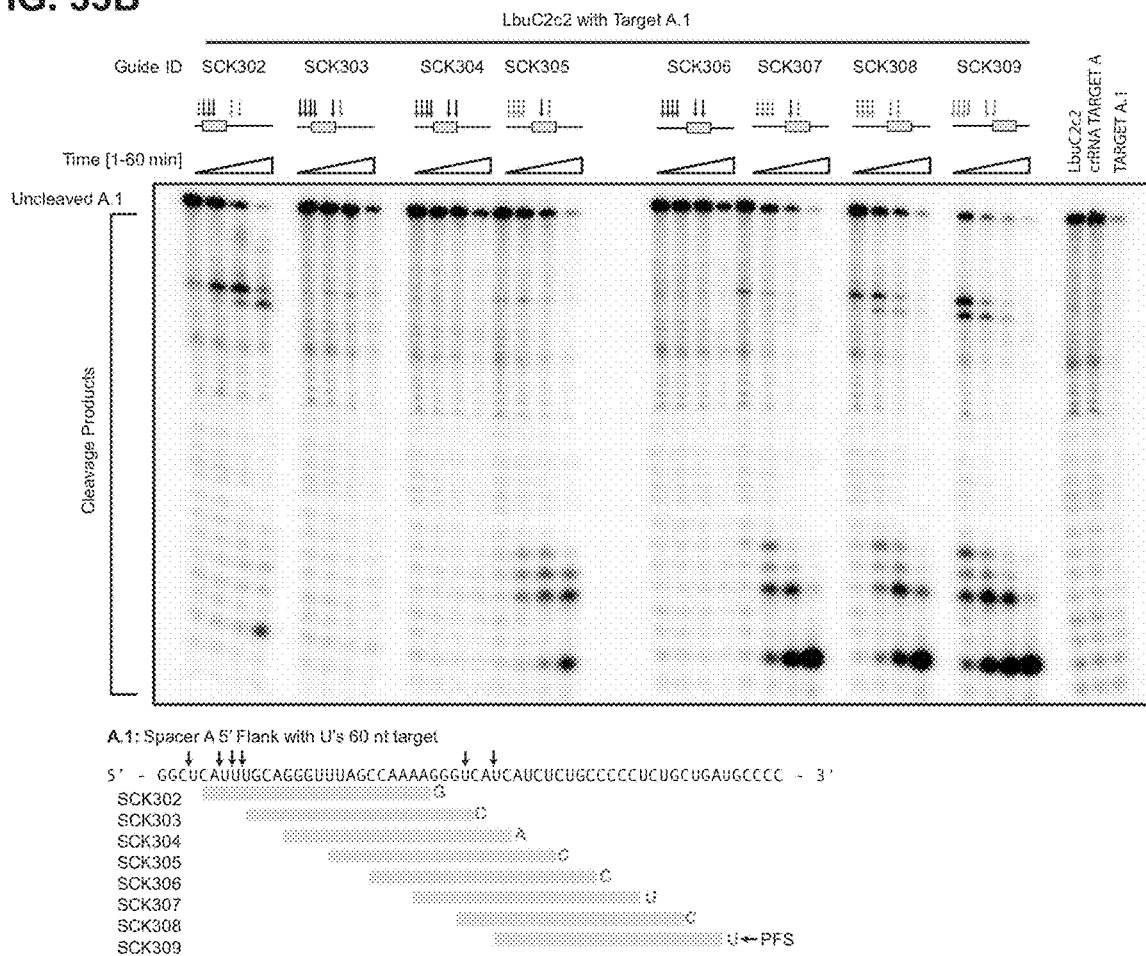 FIG. 53B
LbuC2c2 with Target A.1
Guide ID SCK302 SCK303 SCK304 SCK305 SCK306 SCK307 SCK308 SCK309
LbuC2c2
crRNA TARGET A
TARGET A.1
Time [1-60 min]
Uncleaved A.1
Cleavage Products
A.1: Spacer A 5' Flank with U's 60 nt target
5' - GGCUCAUUUGCAGGGUUUAGCCAAAAGGGUCAUCAUCUCUGCCCCCUCUGCUGAUGCCCC - 3'
SCK302 G
SCK303 C
SCK304 A
SCK305 C
SCK306 C
SCK307 U
SCK308 C
SCK309 U←PFS